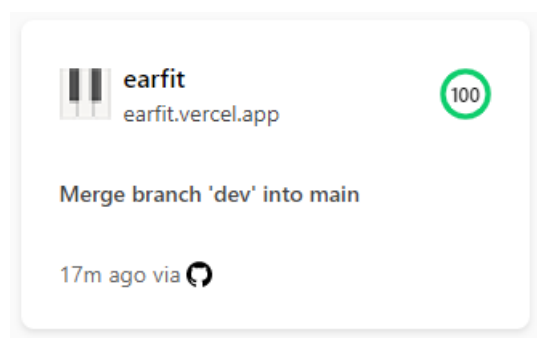 earfit
100
earfit.vercel.app
Merge branch 'dev' into main
17m ago via